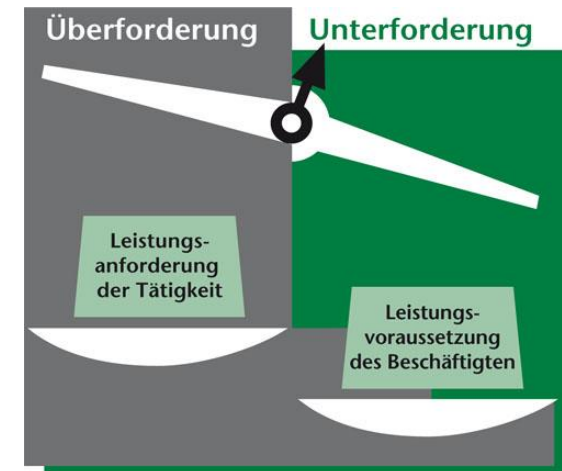 Überforderung
Unterforderung
Leistungs-
anforderung
der Tätigkeit
Leistungs-
voraussetzung
des Beschäftigten